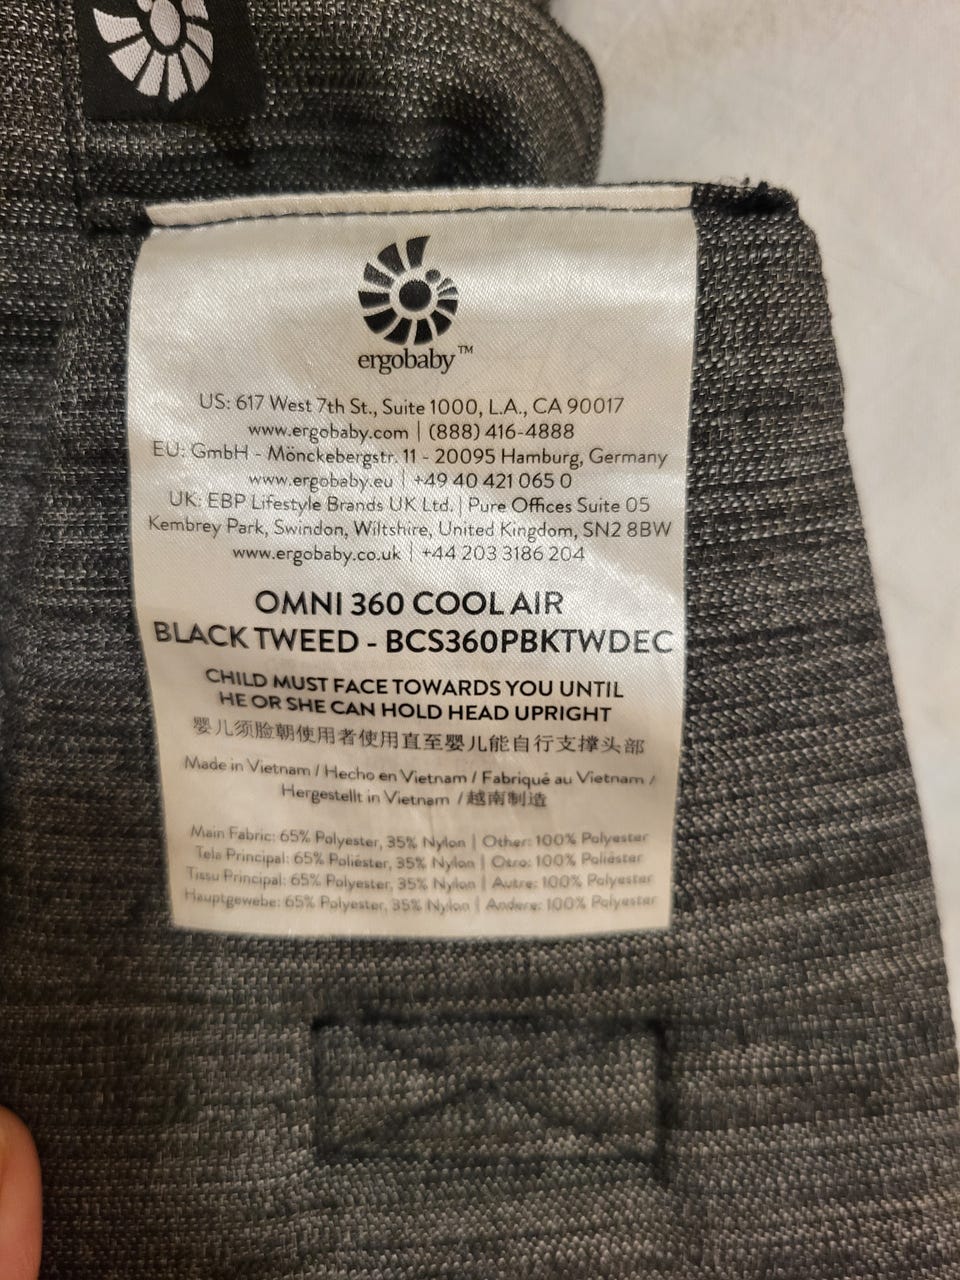 ergobaby™
US: 617 West 7th St., Suite 1000, L.A., CA 90017
www.ergobaby.com | (888) 416-4888
EU: GmbH - Mönckebergstr. 11 - 20095 Hamburg, Germany
www.ergobaby.eu | +49 40 421 065 0
UK: EBP Lifestyle Brands UK Ltd. | Pure Offices Suite 05
Kembrey Park, Swindon, Wiltshire, United Kingdom, SN2 8BW
www.ergobaby.co.uk | +44 203 3186 204
OMNI 360 COOL AIR
BLACK TWEED - BCS360PBKTWDEC
CHILD MUST FACE TOWARDS YOU UNTIL
HE OR SHE CAN HOLD HEAD UPRIGHT
婴儿须脸朝使用者使用直至婴儿能自行支撑头部
Made in Vietnam / Hecho en Vietnam / Fabriqué au Vietnam /
Hergestellt in Vietnam / 越南制造
Main Fabric: 65% Polyester, 35% Nylon | Other: 100% Polyester
Tela Principal: 65% Poliéster, 35% Nylon | Otro: 100% Poliéster
Tissu Principal: 65% Polyester, 35% Nylon | Autre: 100% Polyester
Hauptgewebe: 65% Polyester, 35% Nylon | Andere: 100% Polyester